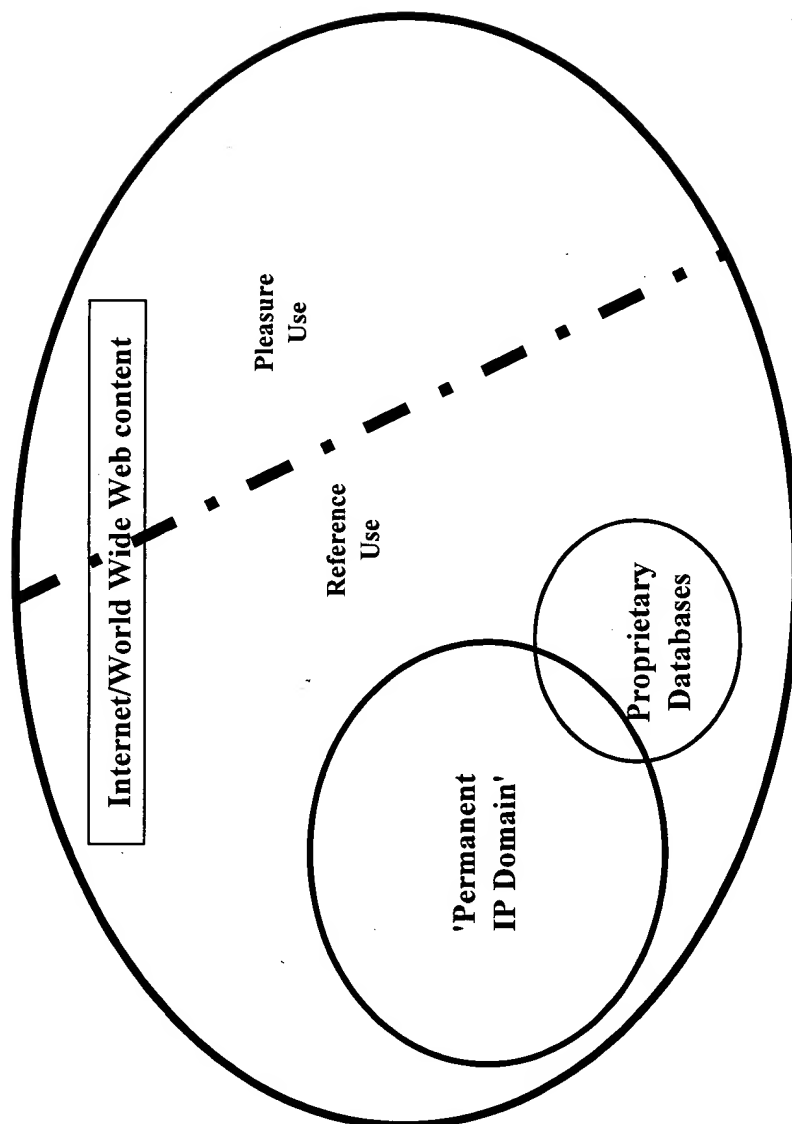 Internet/World Wide Web content
Pleasure
Use
Reference
Use
'Permanent
IP Domain'
Proprietary
Databases